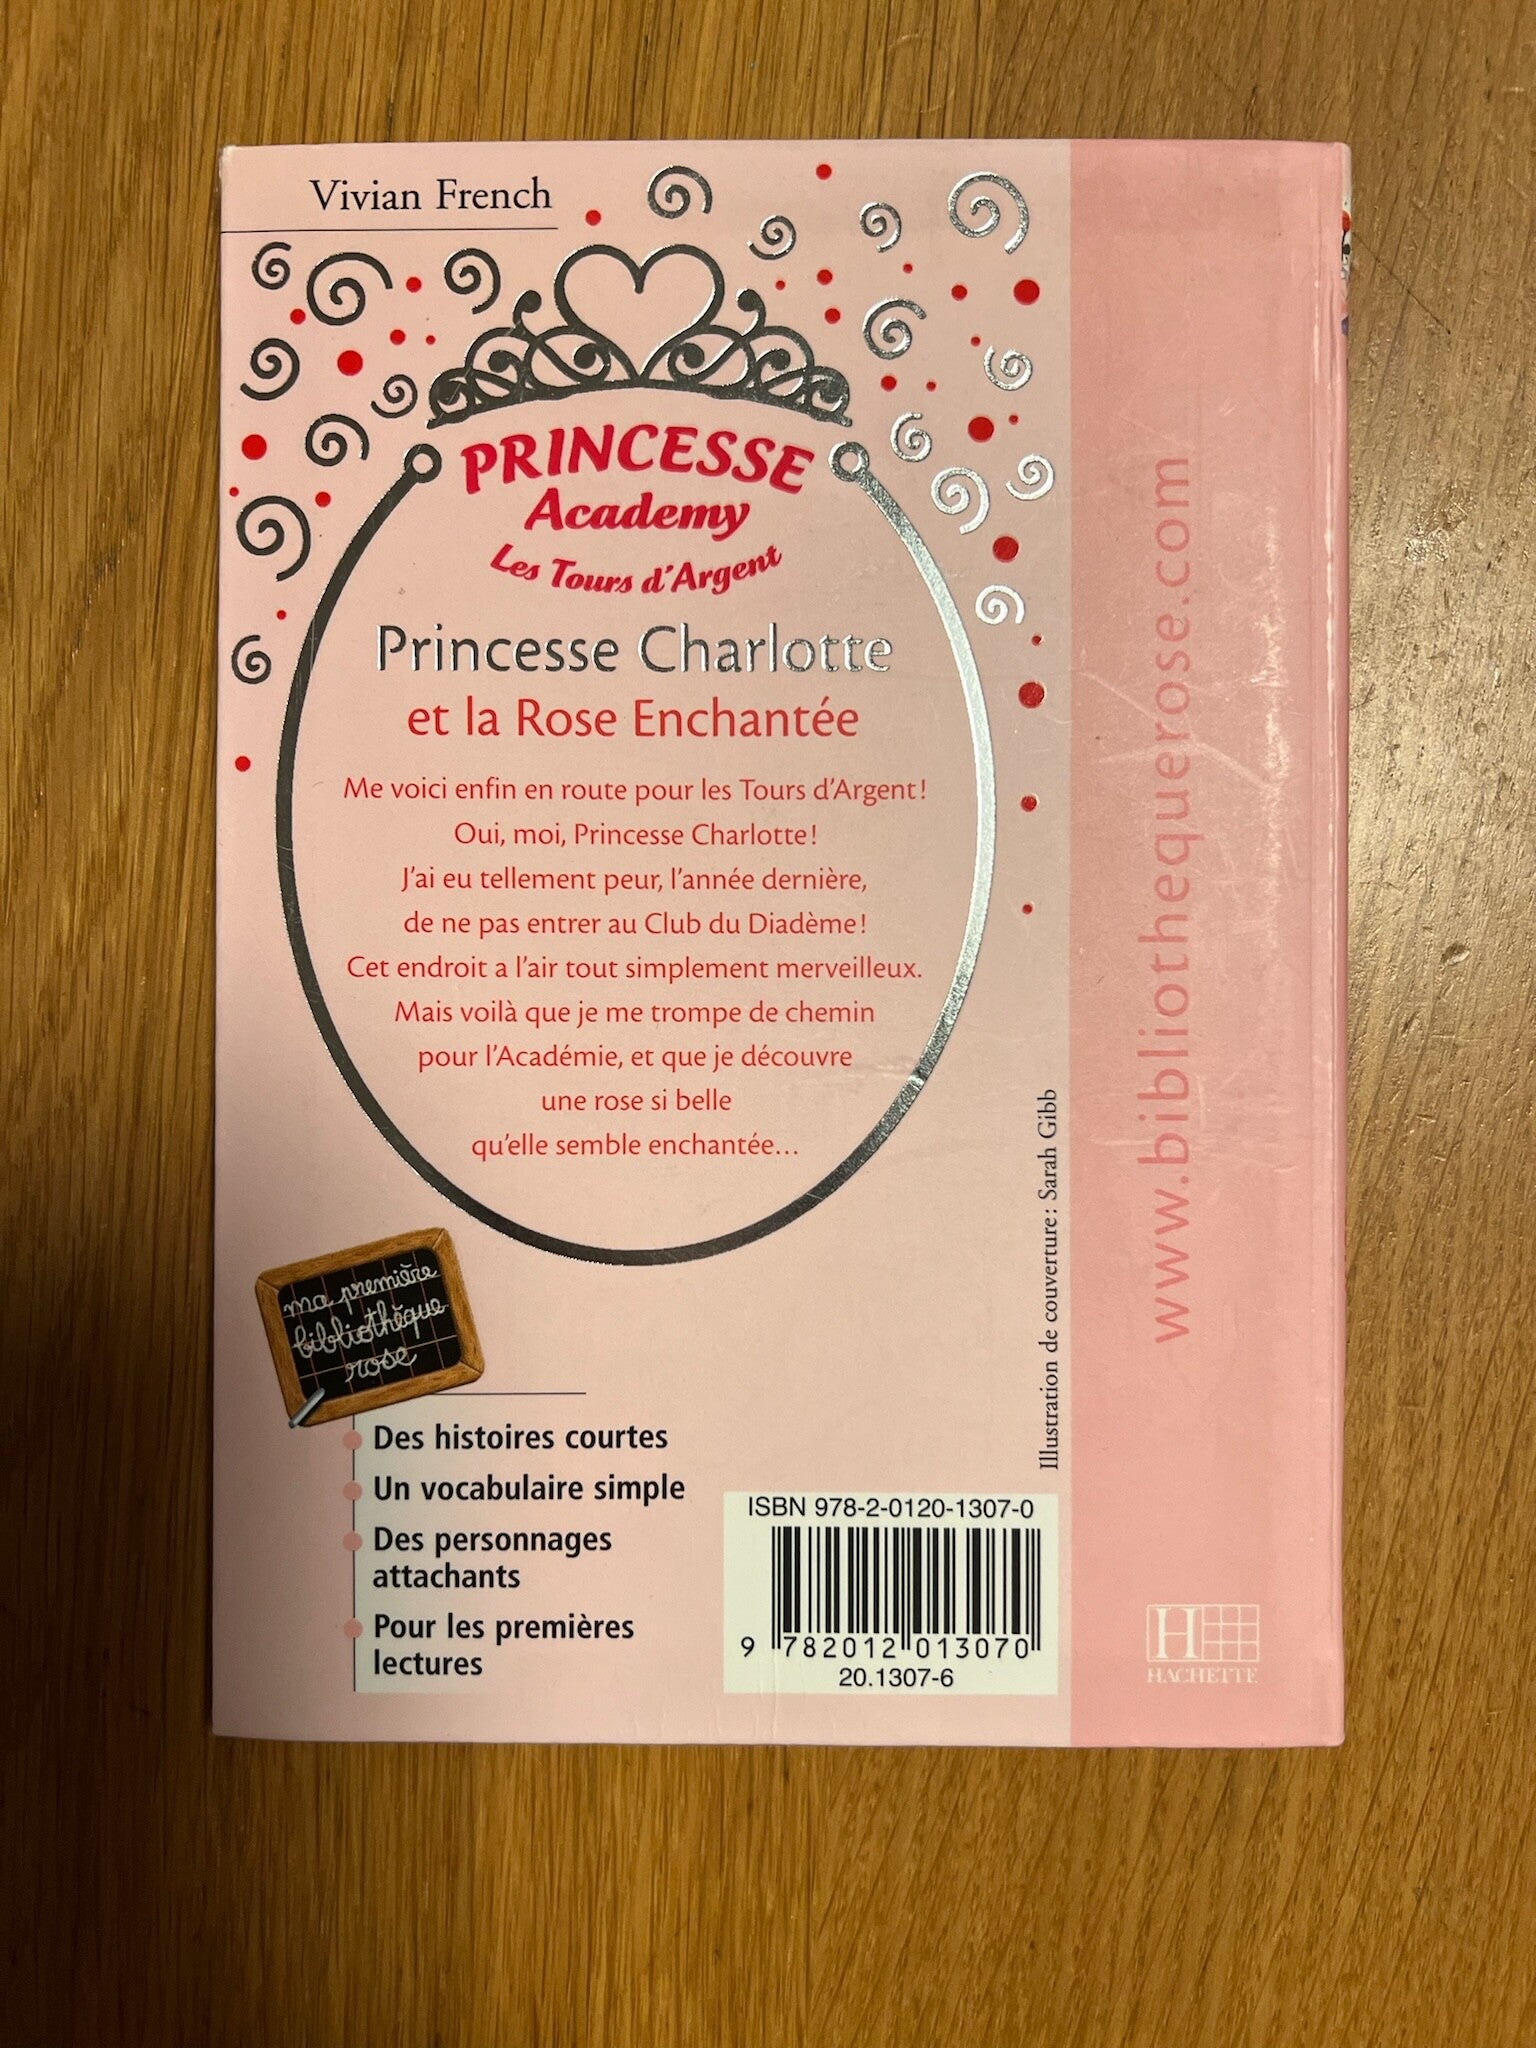 Vivian French
PRINCESSE
Academy
Les Tours d'Argent
Princesse Charlotte
et la Rose Enchantée
Me voici enfin en route pour les Tours d'Argent !
Oui, moi, Princesse Charlotte !
J'ai eu tellement peur, l'année dernière,
de ne pas entrer au Club du Diadème !
Cet endroit a l'air tout simplement merveilleux.
Mais voilà que je me trompe de chemin
pour l'Académie, et que je découvre
une rose si belle
qu'elle semble enchantée...
ma première
bibliothèque
rose
Des histoires courtes
Un vocabulaire simple
Des personnages
attachants
Pour les premières
lectures
Illustration de couverture : Sarah Gibb
ISBN 978-2-0120-1307-0
9 782012 013070
20.1307-6
www.bibliothequerose.com
H
HACHETTE